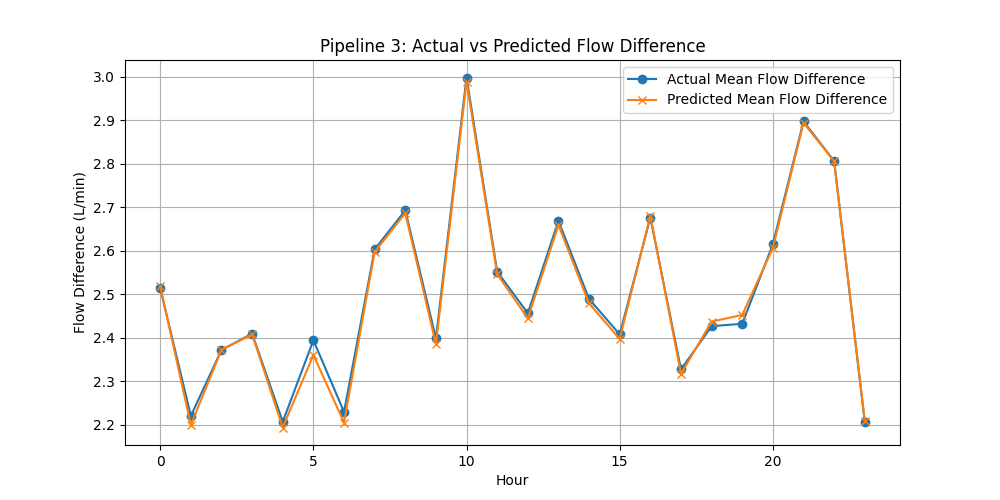 Pipeline 3: Actual vs Predicted Flow Difference
Actual Mean Flow Difference
Predicted Mean Flow Difference
Flow Difference (L/min)
3.0
2.9
2.8
2.7
2.6
2.5
2.4
2.3
2.2
0
5
10
15
20
Hour